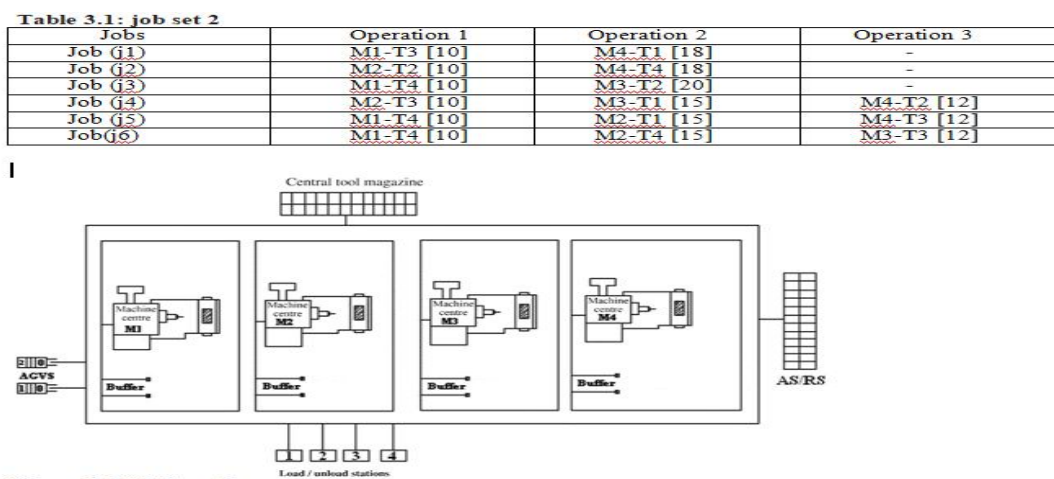 Table 3.1: job set 2
Jobs Operation 1 Operation 2 Operation 3
Job (j1) M1-T3 [10] M4-T1 [18] -
Job (j2) M2-T2 [10] M4-T4 [18] -
Job (j3) M1-T4 [10] M3-T2 [20] -
Job (j4) M2-T3 [10] M3-T1 [15] M4-T2 [12]
Job (j5) M1-T4 [10] M2-T1 [15] M4-T3 [12]
Job(j6) M1-T4 [10] M2-T4 [15] M3-T3 [12]
Central tool magazine
Machine centre M1
Machine centre M2
Machine centre M3
Machine centre M4
2
AGVS
1
Buffer
Buffer
Buffer
Buffer
AS/RS
1 2 3 4
Load / unload stations